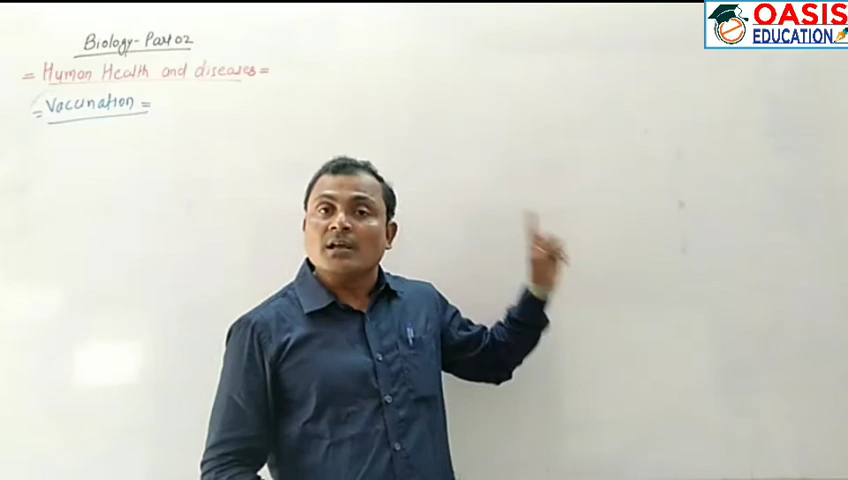 Biology-Part 02
= Human Health and diseases =
= Vaccination =
OASIS
EDUCATION